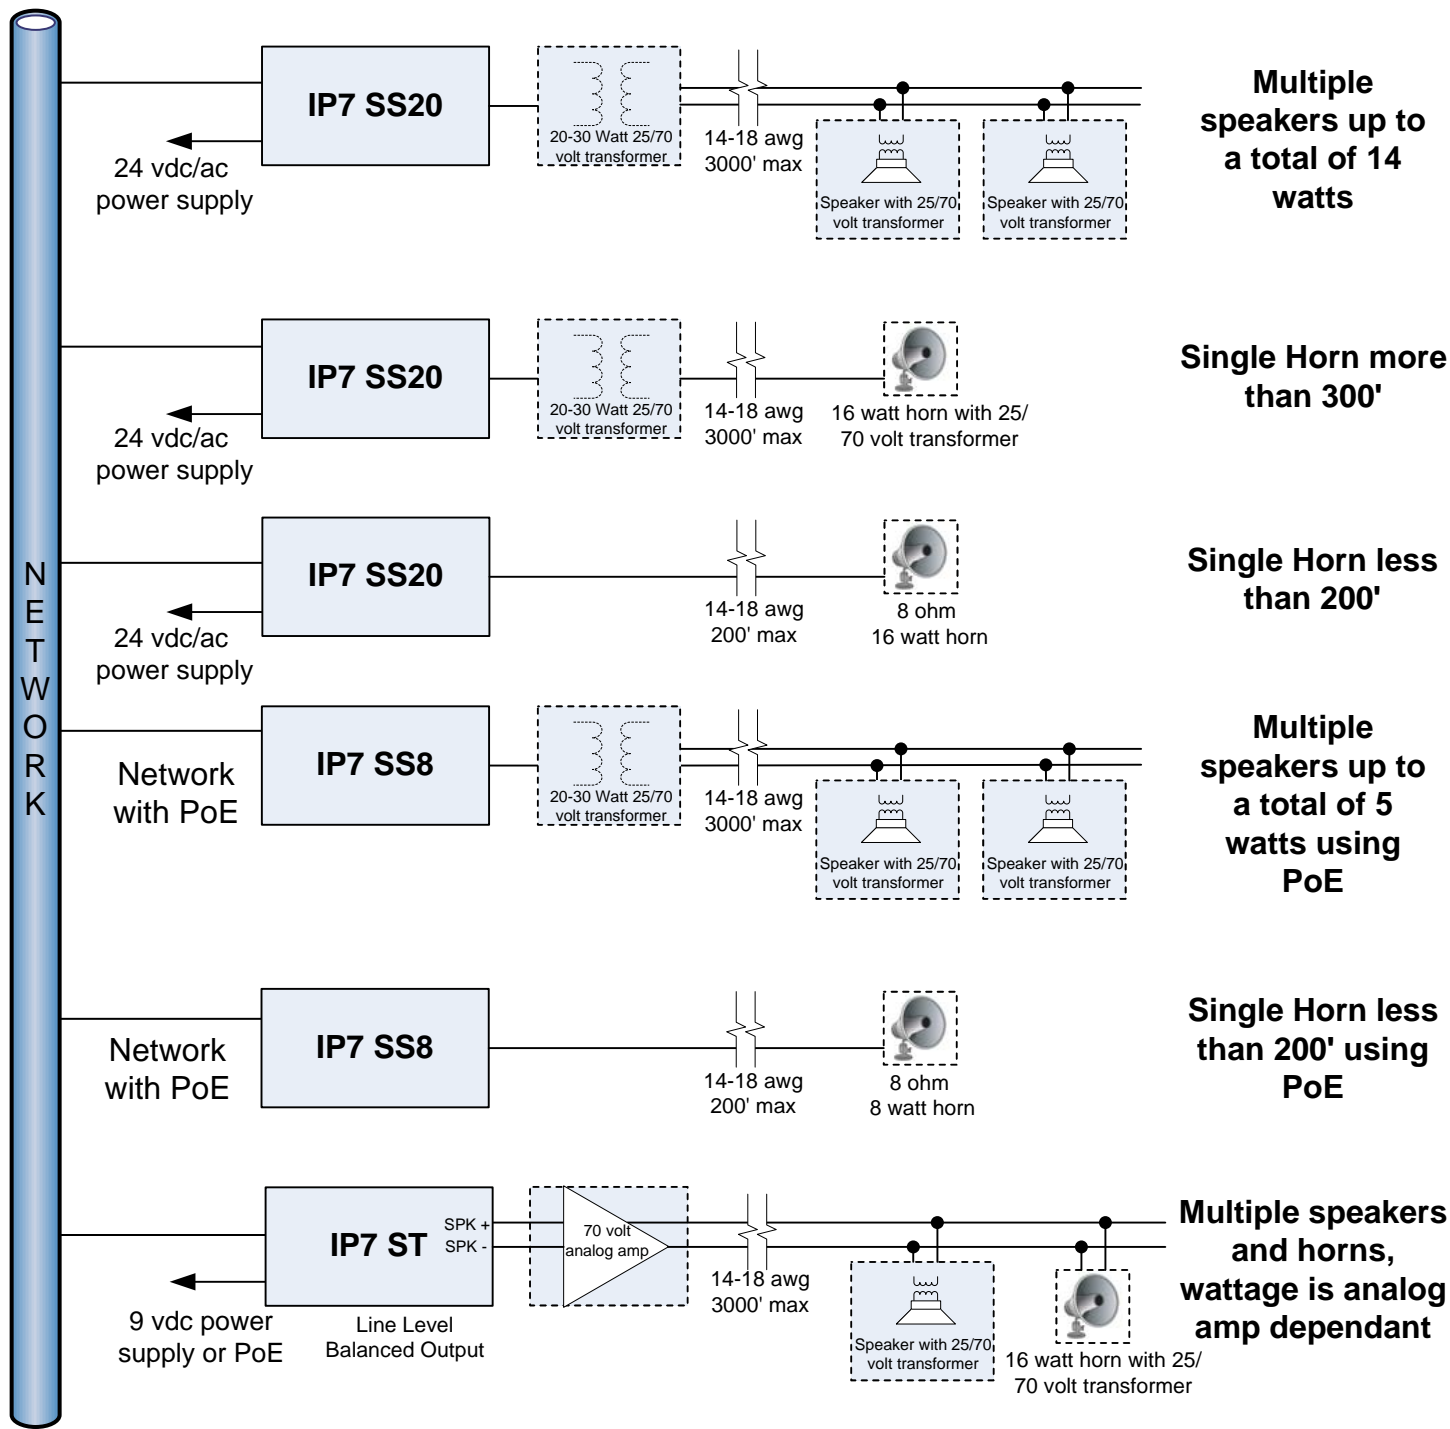 NETWORK
IP7 SS20
24 vdc/ac
power supply
20-30 Watt 25/70
volt transformer
14-18 awg
3000' max
Speaker with 25/70
volt transformer
Speaker with 25/70
volt transformer
Multiple
speakers up to
a total of 14
watts
IP7 SS20
24 vdc/ac
power supply
20-30 Watt 25/70
volt transformer
14-18 awg
3000' max
16 watt horn with 25/
70 volt transformer
Single Horn more
than 300'
IP7 SS20
24 vdc/ac
power supply
14-18 awg
200' max
8 ohm
16 watt horn
Single Horn less
than 200'
IP7 SS8
Network
with PoE
20-30 Watt 25/70
volt transformer
14-18 awg
3000' max
Speaker with 25/70
volt transformer
Speaker with 25/70
volt transformer
Multiple
speakers up to
a total of 5
watts using
PoE
IP7 SS8
Network
with PoE
14-18 awg
200' max
8 ohm
8 watt horn
Single Horn less
than 200' using
PoE
IP7 ST
SPK +
SPK -
9 vdc power
supply or PoE
Line Level
Balanced Output
70 volt
analog amp
14-18 awg
3000' max
Speaker with 25/70
volt transformer
16 watt horn with 25/
70 volt transformer
Multiple speakers
and horns,
wattage is analog
amp dependant